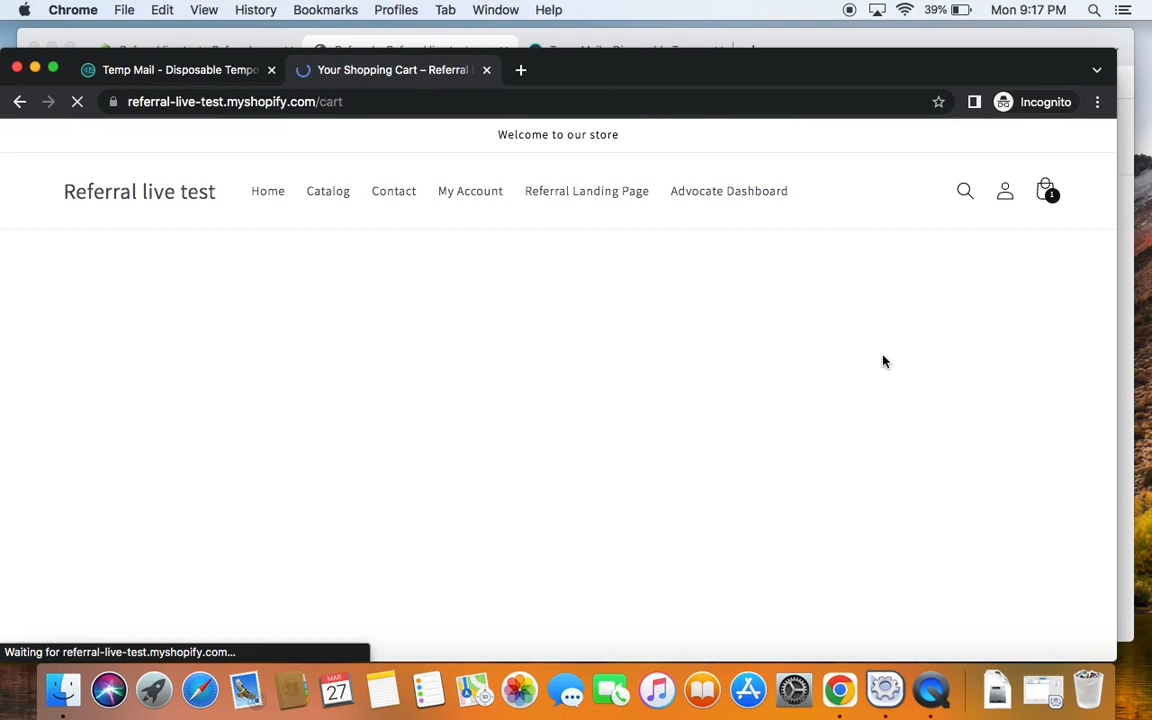 Chrome File Edit View History Bookmarks Profiles Tab Window Help 39% Mon 9:17 PM
Temp Mail - Disposable Tempo Your Shopping Cart – Referral
referral-live-test.myshopify.com/cart Incognito
Welcome to our store
Referral live test Home Catalog Contact My Account Referral Landing Page Advocate Dashboard 1
Waiting for referral-live-test.myshopify.com...
MAR
27